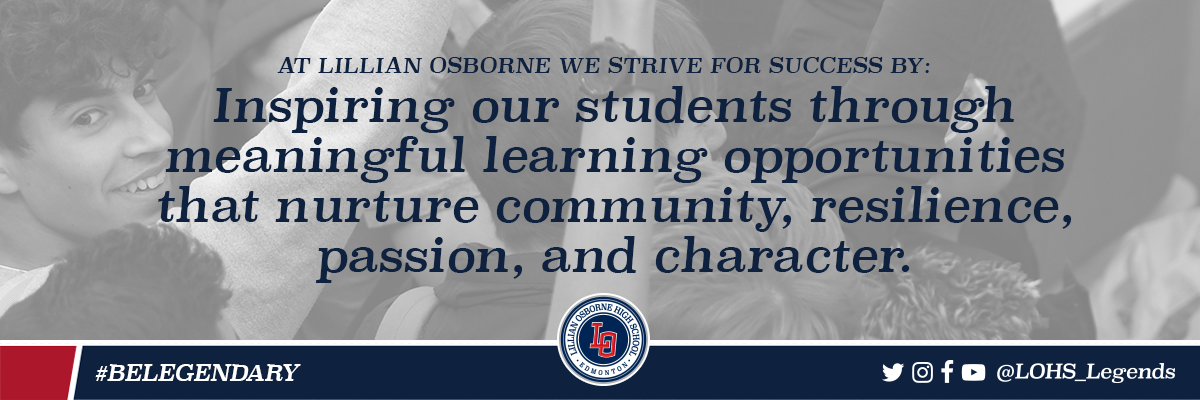 AT LILLIAN OSBORNE WE STRIVE FOR SUCCESS BY:
Inspiring our students through
meaningful learning opportunities
that nurture community, resilience,
passion, and character.
LILLIAN OSBORNE HIGH SCHOOL
LO
• EDMONTON •
#BELEGENDARY
@LOHS_Legends